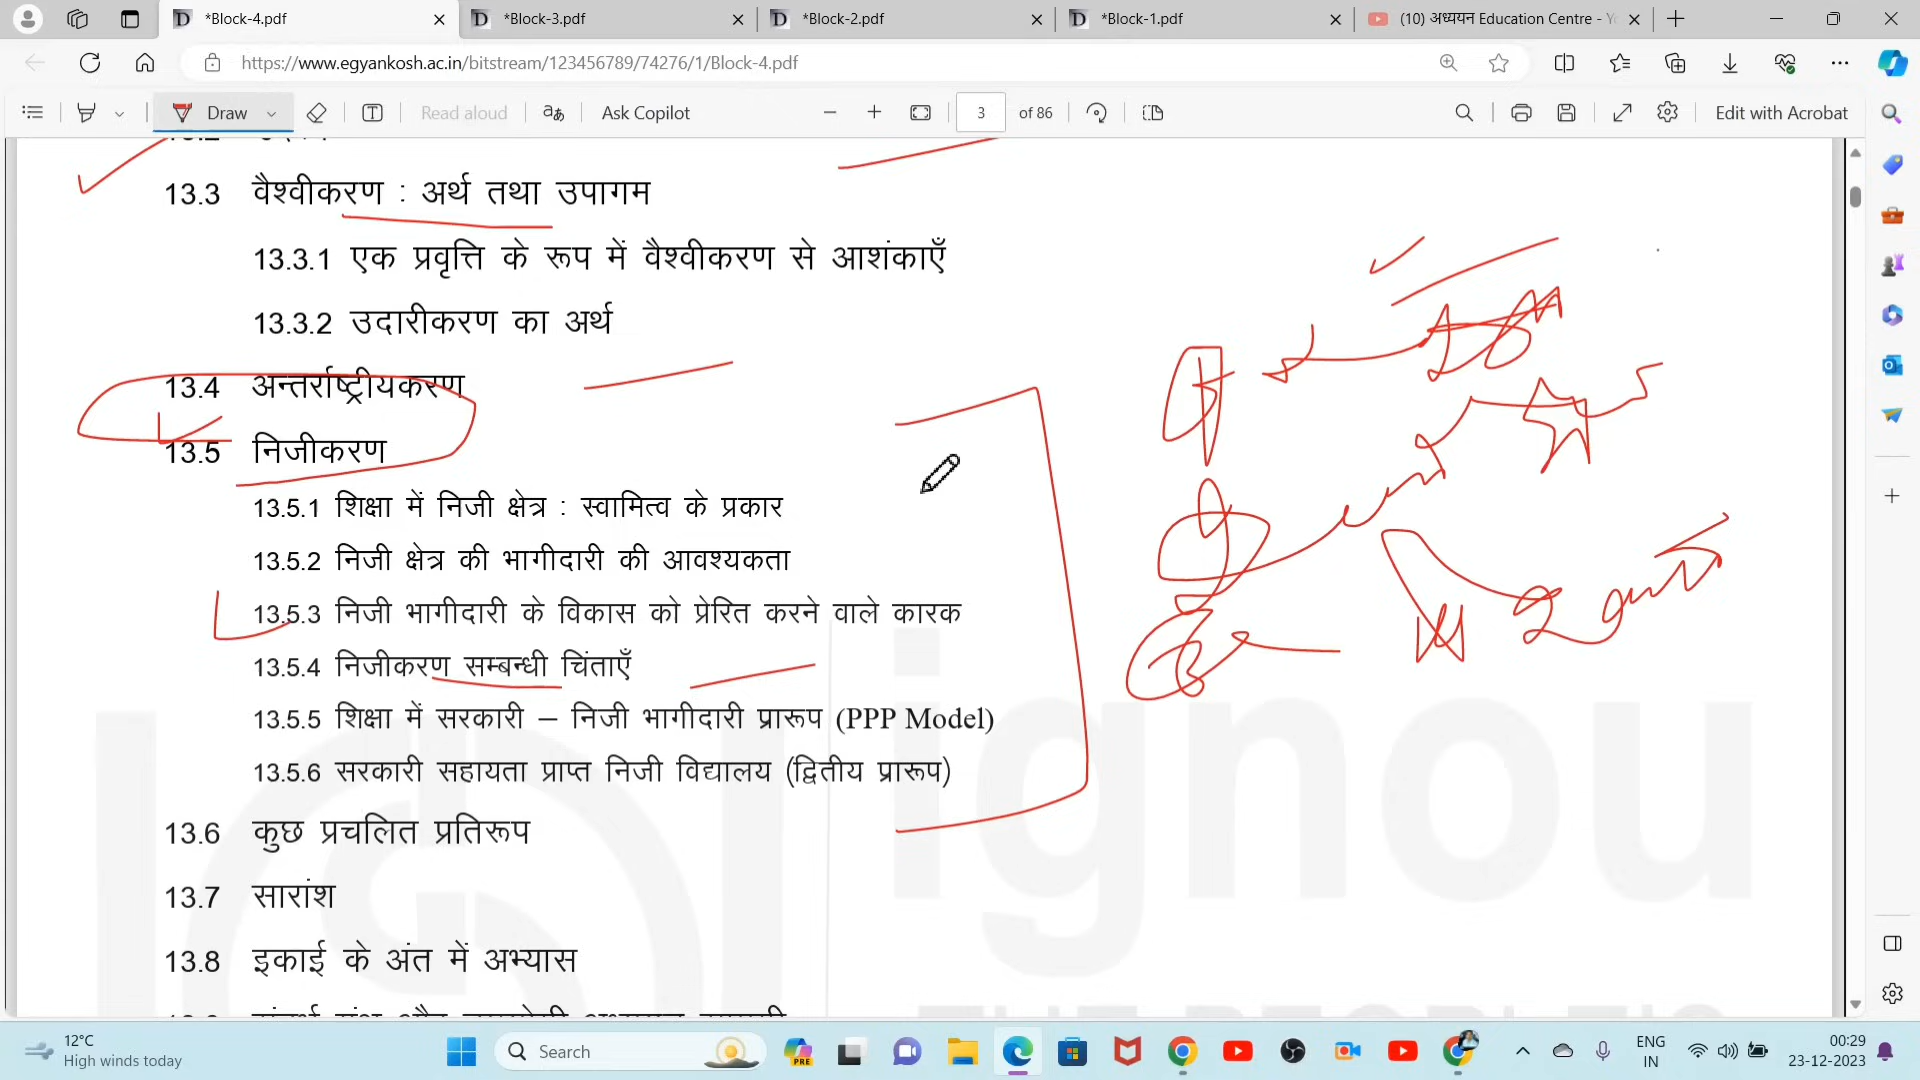 *Block-4.pdf
*Block-3.pdf
*Block-2.pdf
*Block-1.pdf
(10) अध्ययन Education Centre - Yo
https://www.egyankosh.ac.in/bitstream/123456789/74276/1/Block-4.pdf
Draw
Read aloud
Ask Copilot
3 of 86
Edit with Acrobat
13.3 वैश्वीकरण : अर्थ तथा उपागम
13.3.1 एक प्रवृत्ति के रूप में वैश्वीकरण से आशंकाएँ
13.3.2 उदारीकरण का अर्थ
13.4 अन्तर्राष्ट्रीयकरण
13.5 निजीकरण
13.5.1 शिक्षा में निजी क्षेत्र : स्वामित्व के प्रकार
13.5.2 निजी क्षेत्र की भागीदारी की आवश्यकता
13.5.3 निजी भागीदारी के विकास को प्रेरित करने वाले कारक
13.5.4 निजीकरण सम्बन्धी चिंताएँ
13.5.5 शिक्षा में सरकारी – निजी भागीदारी प्रारूप (PPP Model)
13.5.6 सरकारी सहायता प्राप्त निजी विद्यालय (द्वितीय प्रारूप)
13.6 कुछ प्रचलित प्रतिरूप
13.7 सारांश
13.8 इकाई के अंत में अभ्यास
ignou
12°C
High winds today
Search
PRE
ENG
IN
00:29
23-12-2023